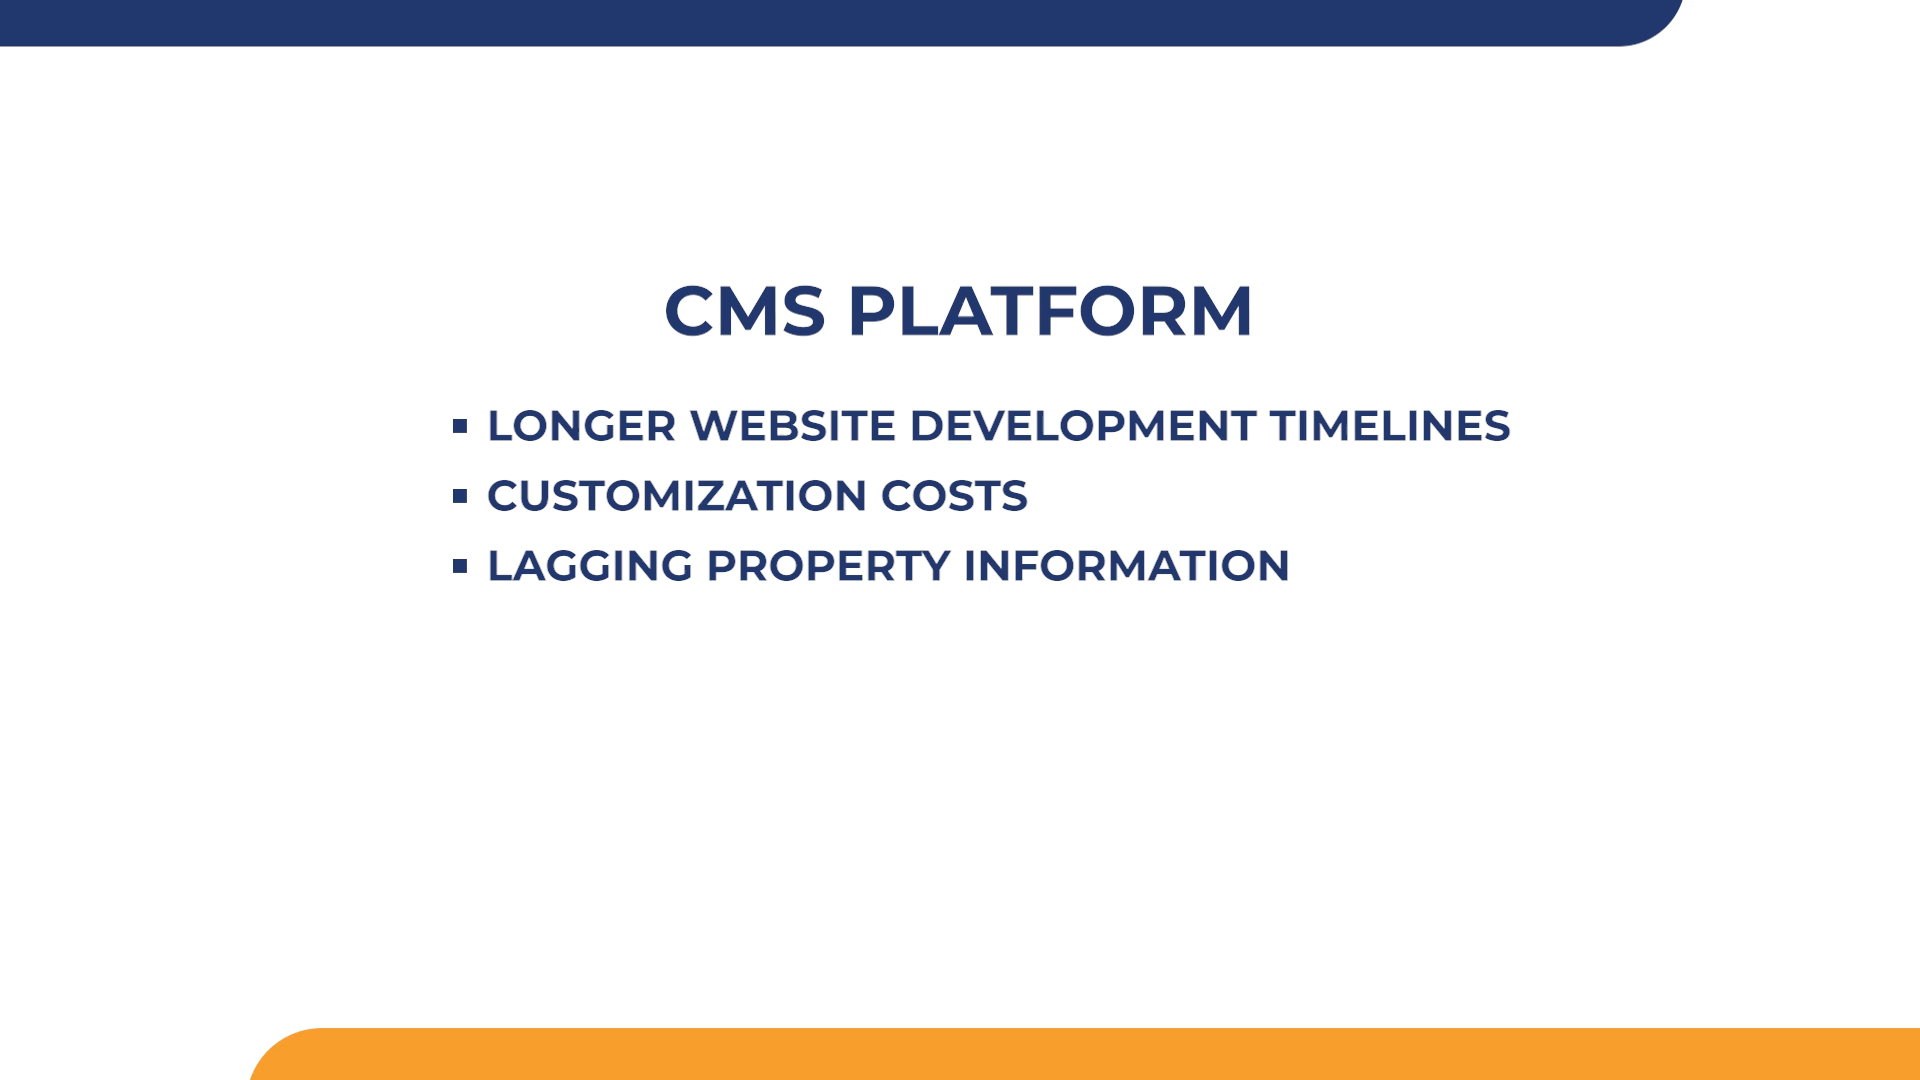 CMS PLATFORM
▪ LONGER WEBSITE DEVELOPMENT TIMELINES
▪ CUSTOMIZATION COSTS
▪ LAGGING PROPERTY INFORMATION